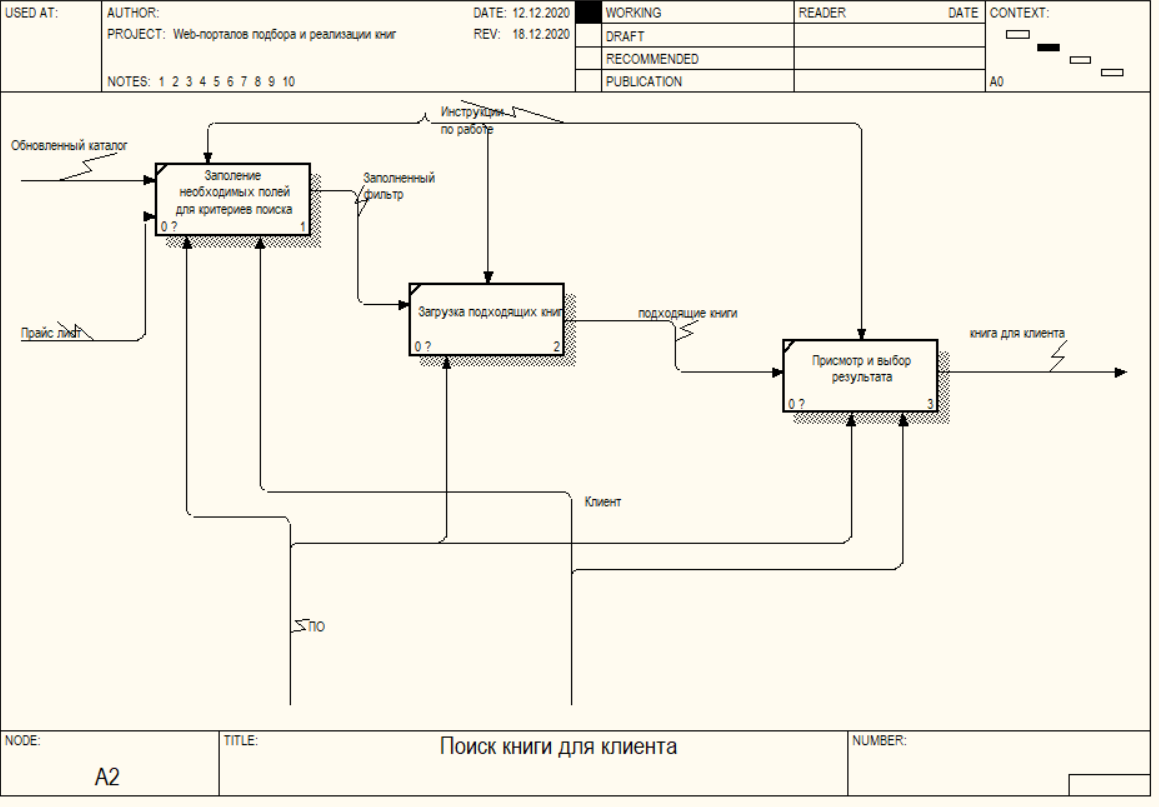 USED AT:
AUTHOR:
DATE: 12.12.2020
WORKING
READER
DATE
CONTEXT:
PROJECT: Web-порталов подбора и реализации книг
REV: 18.12.2020
DRAFT
RECOMMENDED
NOTES: 1 2 3 4 5 6 7 8 9 10
PUBLICATION
A0
Инструкции
по работе
Обновленный каталог
Заполение
необходимых полей
для критериев поиска
0 ?
1
Заполненный
фильтр
Прайс лист
Загрузка подходящих книг
0 ?
2
подходящие книги
книга для клиента
Присмотр и выбор
результата
0 ?
3
Клиент
ПО
NODE:
A2
TITLE:
Поиск книги для клиента
NUMBER: